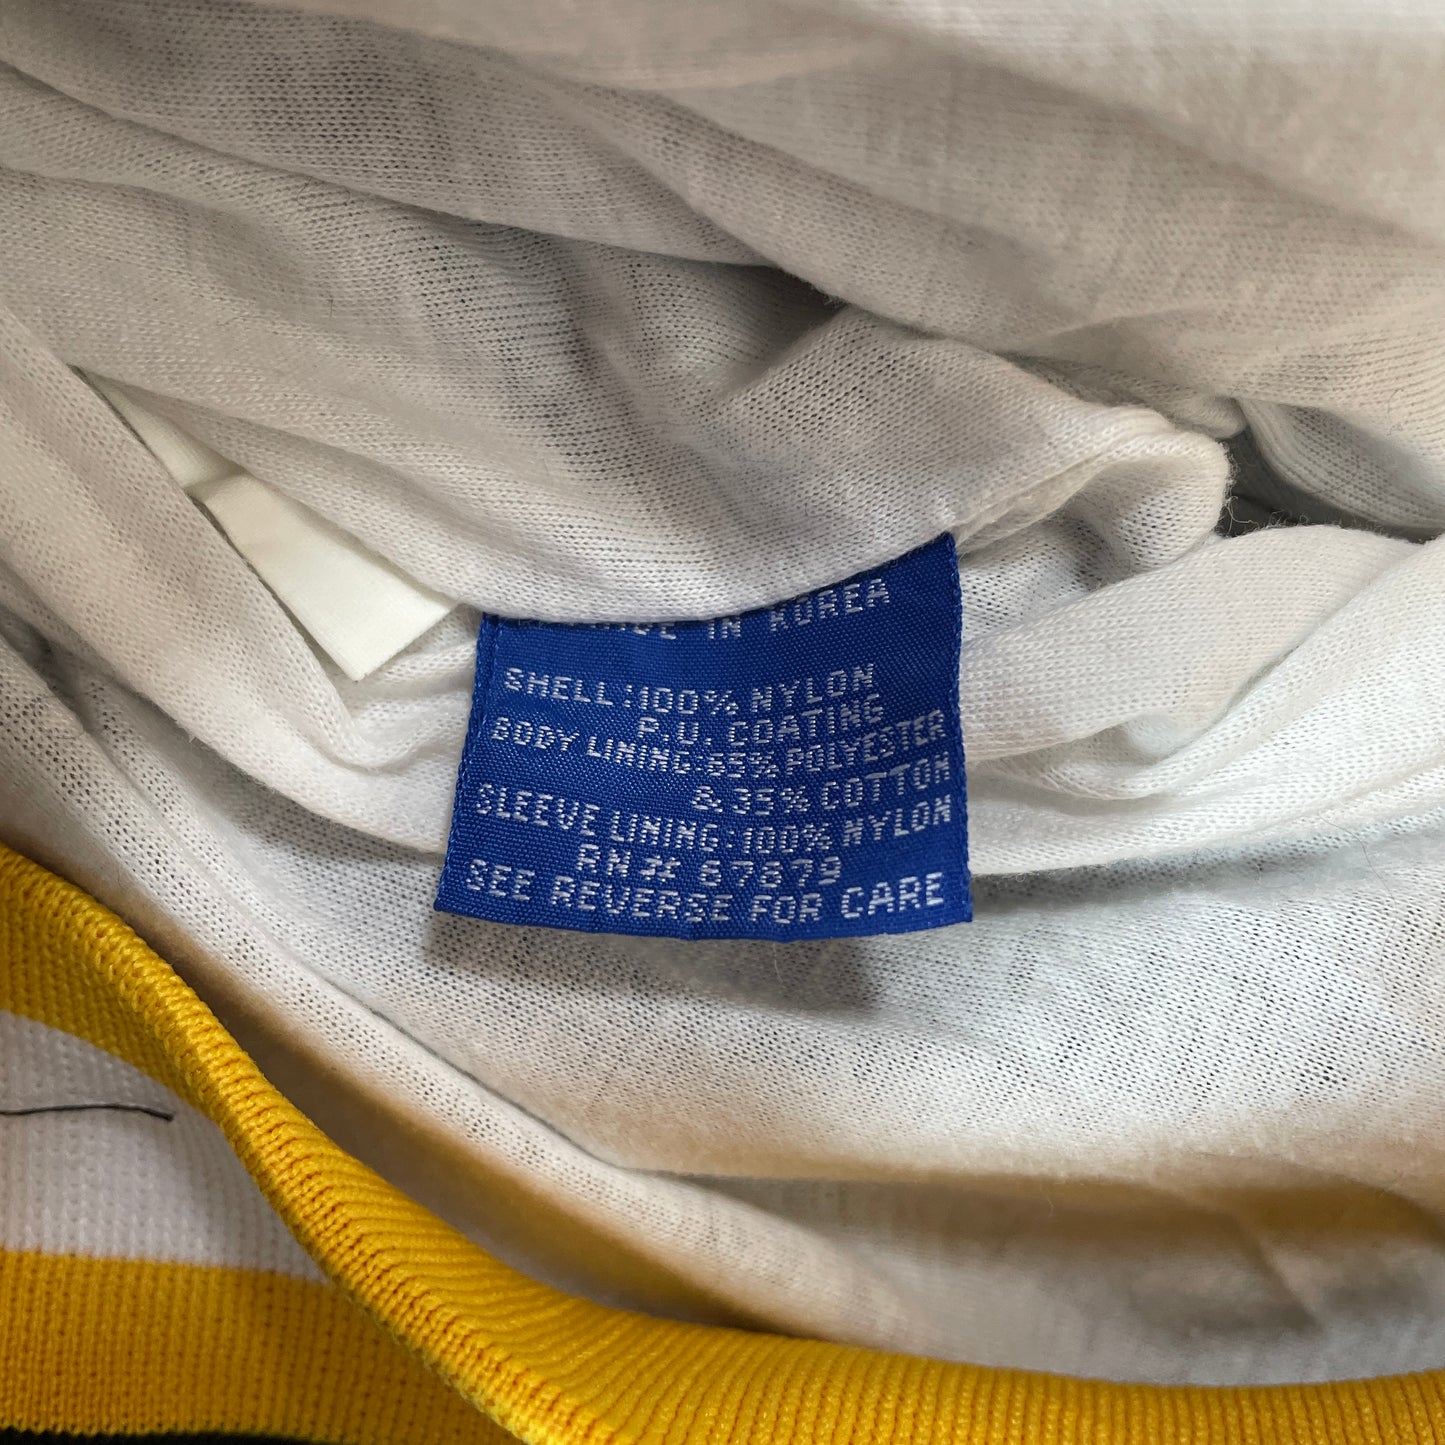 MADE IN KOREA
SHELL:100% NYLON
P.U. COATING
BODY LINING:65% POLYESTER
& 35% COTTON
SLEEVE LINING:100% NYLON
RN # 67879
SEE REVERSE FOR CARE